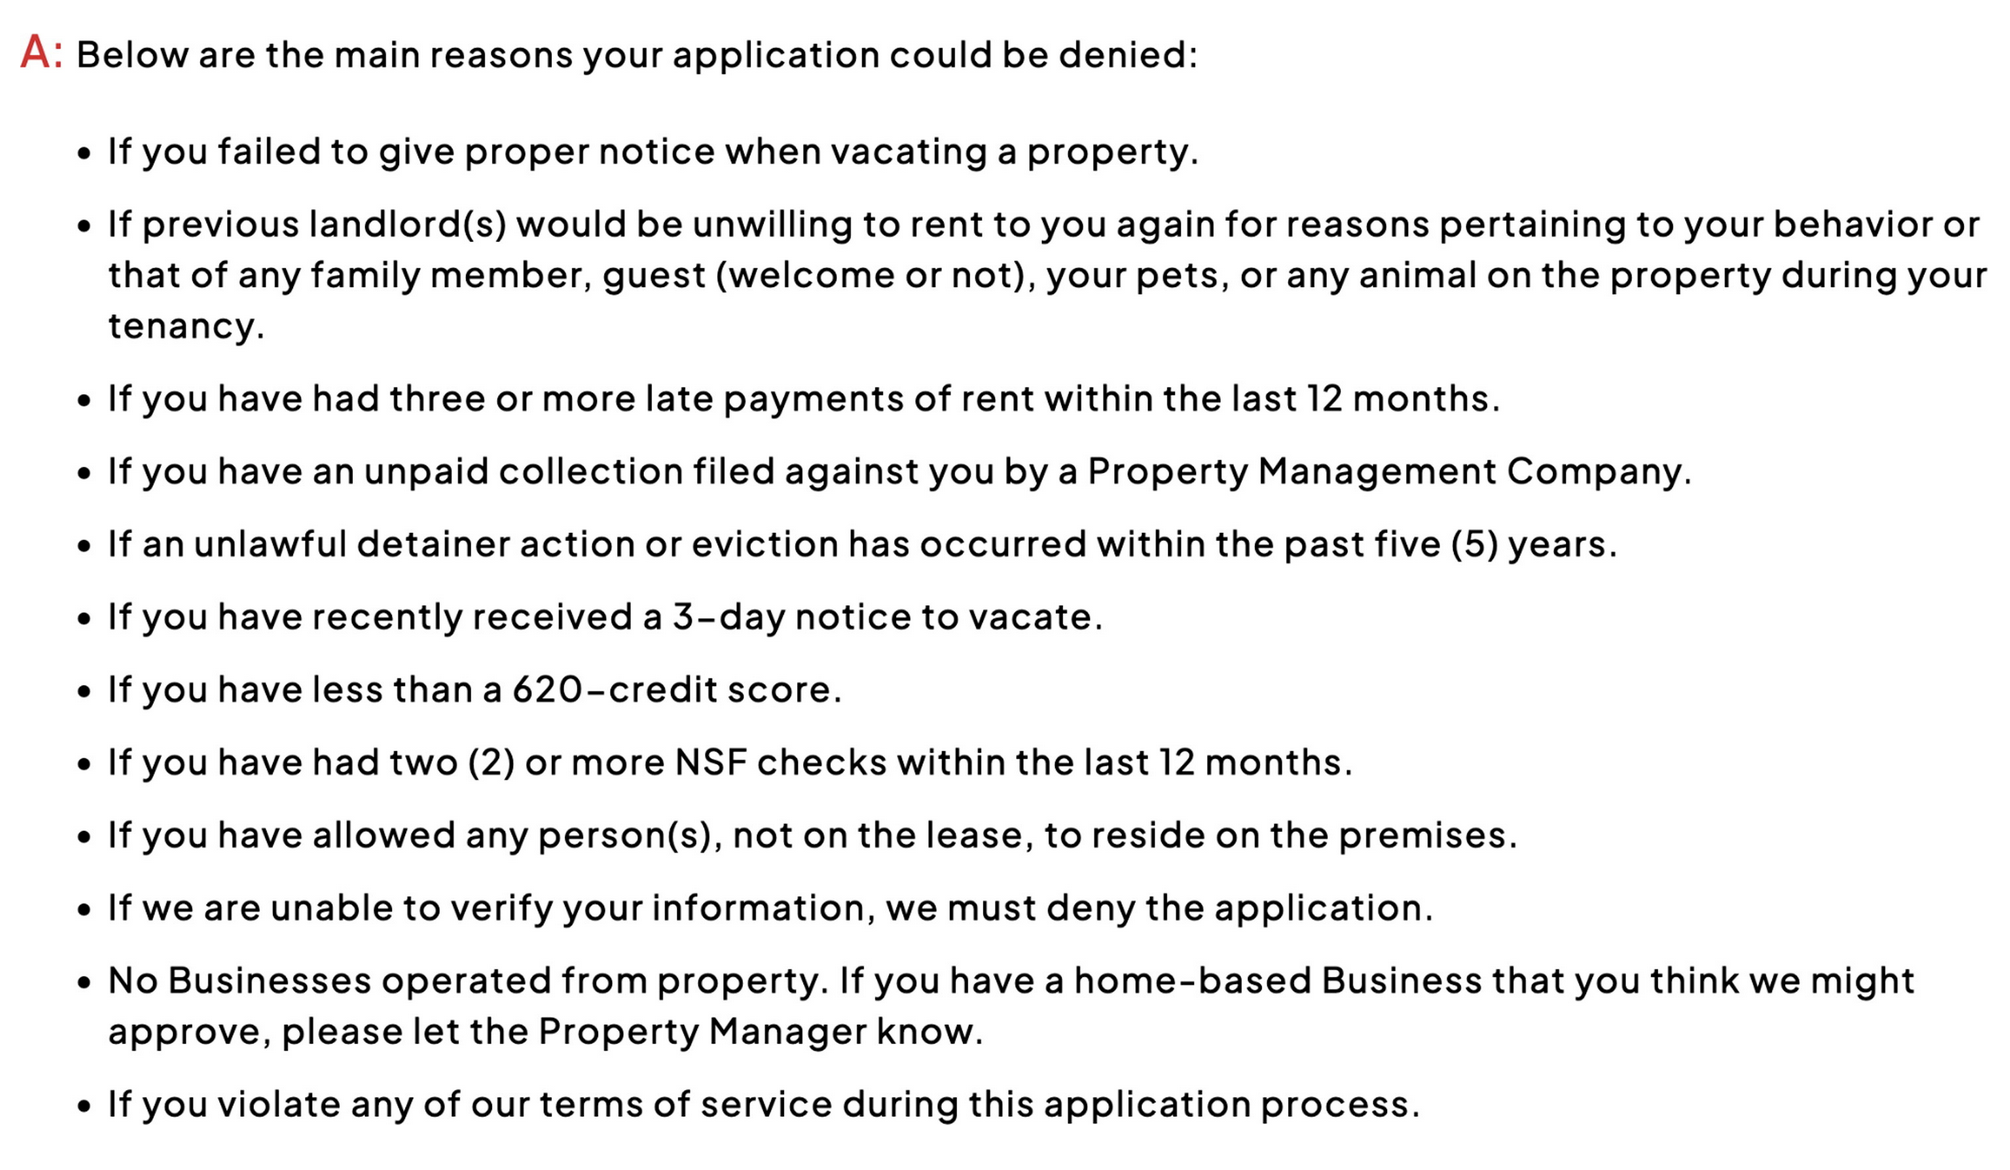 A: Below are the main reasons your application could be denied:
• If you failed to give proper notice when vacating a property.
• If previous landlord(s) would be unwilling to rent to you again for reasons pertaining to your behavior or
that of any family member, guest (welcome or not), your pets, or any animal on the property during your
tenancy.
• If you have had three or more late payments of rent within the last 12 months.
• If you have an unpaid collection filed against you by a Property Management Company.
• If an unlawful detainer action or eviction has occurred within the past five (5) years.
• If you have recently received a 3–day notice to vacate.
• If you have less than a 620–credit score.
• If you have had two (2) or more NSF checks within the last 12 months.
• If you have allowed any person(s), not on the lease, to reside on the premises.
• If we are unable to verify your information, we must deny the application.
• No Businesses operated from property. If you have a home-based Business that you think we might
approve, please let the Property Manager know.
• If you violate any of our terms of service during this application process.